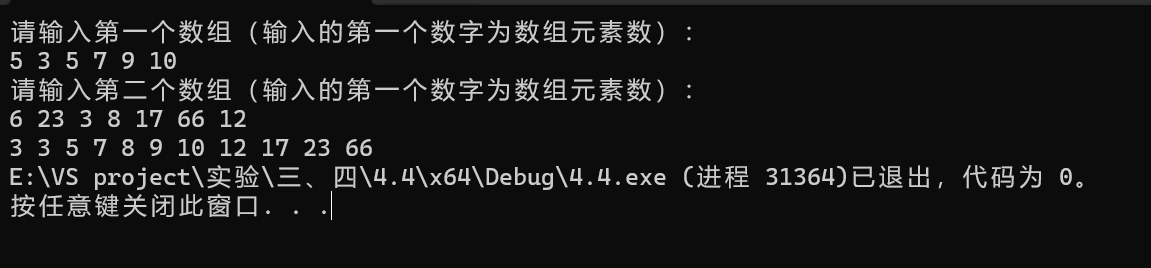 请输入第一个数组（输入的第一个数字为数组元素数）：
5 3 5 7 9 10
请输入第二个数组（输入的第一个数字为数组元素数）：
6 23 3 8 17 66 12
3 3 5 7 8 9 10 12 17 23 66
E:\VS project\实验\三、四\4.4\x64\Debug\4.4.exe (进程 31364)已退出，代码为 0。
按任意键关闭此窗口. . .